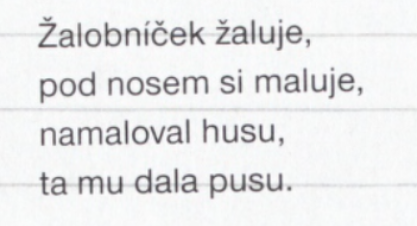 Žalobníček žaluje,
pod nosem si maluje,
namaloval husu,
ta mu dala pusu.